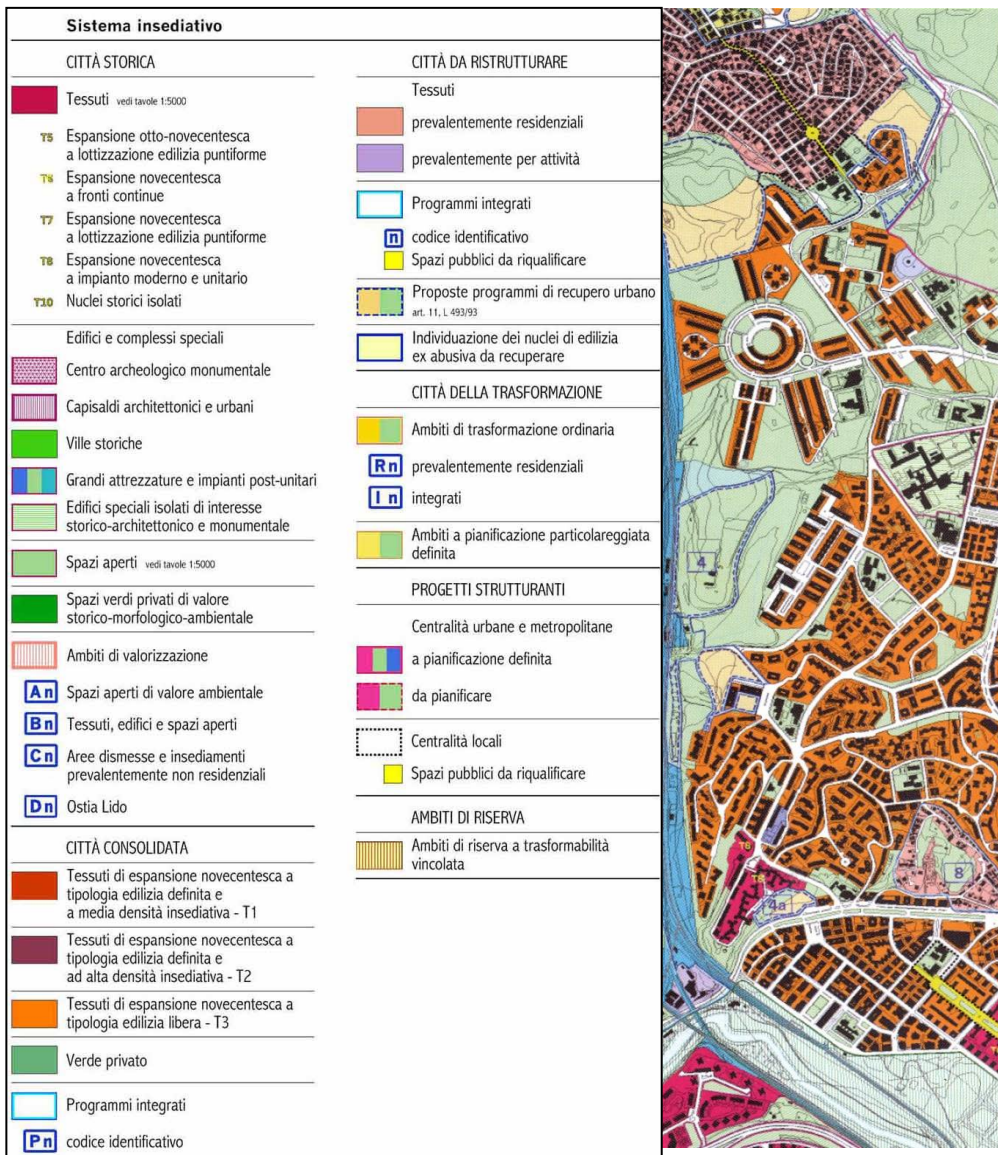 Sistema insediativo
CITTÀ STORICA
Tessuti vedi tavole 1:5000
T5 Espansione otto-novecentesca
a lottizzazione edilizia puntiforme
T6 Espansione novecentesca
a fronti continue
T7 Espansione novecentesca
a lottizzazione edilizia puntiforme
T8 Espansione novecentesca
a impianto moderno e unitario
T10 Nuclei storici isolati
Edifici e complessi speciali
Centro archeologico monumentale
Capisaldi architettonici e urbani
Ville storiche
Grandi attrezzature e impianti post-unitari
Edifici speciali isolati di interesse
storico-architettonico e monumentale
Spazi aperti vedi tavole 1:5000
Spazi verdi privati di valore
storico-morfologico-ambientale
Ambiti di valorizzazione
An Spazi aperti di valore ambientale
Bn Tessuti, edifici e spazi aperti
Cn Aree dismesse e insediamenti
prevalentemente non residenziali
Dn Ostia Lido
CITTÀ CONSOLIDATA
Tessuti di espansione novecentesca a
tipologia edilizia definita e
a media densità insediativa - T1
Tessuti di espansione novecentesca a
tipologia edilizia definita e
ad alta densità insediativa - T2
Tessuti di espansione novecentesca a
tipologia edilizia libera - T3
Verde privato
Programmi integrati
Pn codice identificativo
CITTÀ DA RISTRUTTURARE
Tessuti
prevalentemente residenziali
prevalentemente per attività
Programmi integrati
n codice identificativo
Spazi pubblici da riqualificare
Proposte programmi di recupero urbano
art. 11, L 493/93
Individuazione dei nuclei di edilizia
ex abusiva da recuperare
CITTÀ DELLA TRASFORMAZIONE
Ambiti di trasformazione ordinaria
Rn prevalentemente residenziali
In integrati
Ambiti a pianificazione particolareggiata
definita
PROGETTI STRUTTURANTI
Centralità urbane e metropolitane
a pianificazione definita
da pianificare
Centralità locali
Spazi pubblici da riqualificare
AMBITI DI RISERVA
Ambiti di riserva a trasformabilità
vincolata
4
T6
8
4a